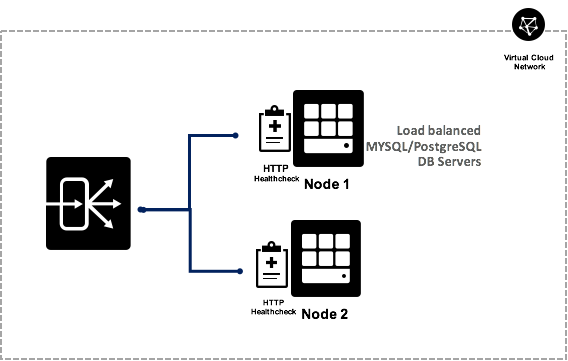 Virtual Cloud
Network
Load balanced
MYSQL/PostgreSQL
DB Servers
HTTP
Healthcheck
Node 1
HTTP
Healthcheck
Node 2